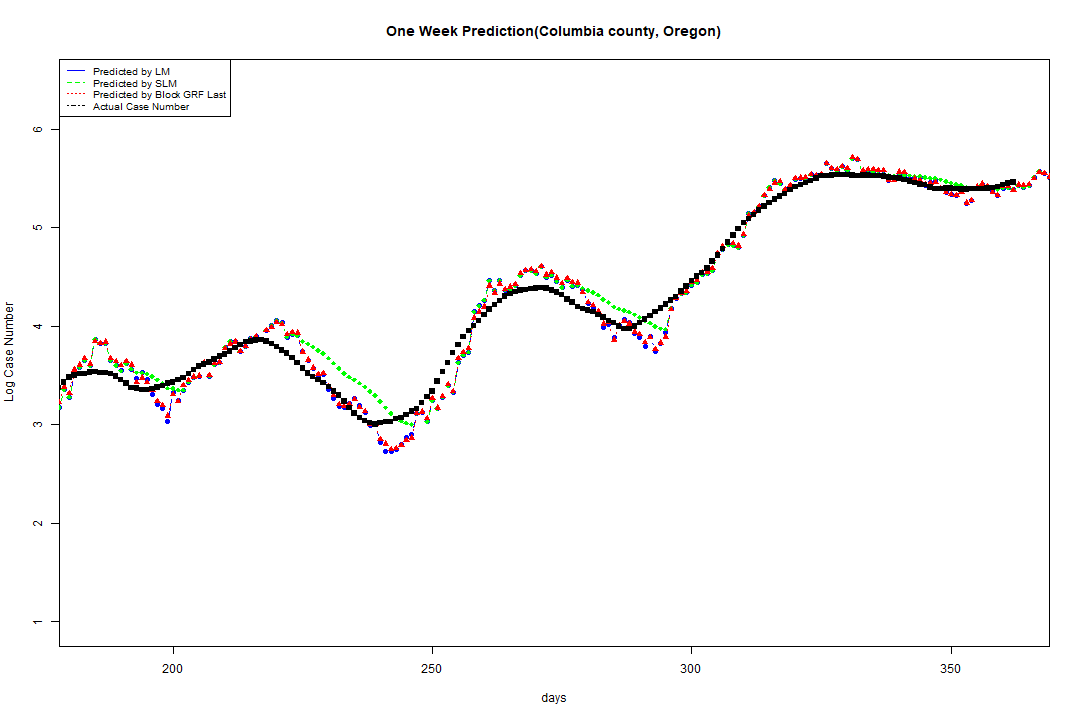 One Week Prediction(Columbia county, Oregon)
Predicted by LM
Predicted by SLM
Predicted by Block GRF Last
Actual Case Number
6
5
4
3
2
1
Log Case Number
200 250 300 350
days